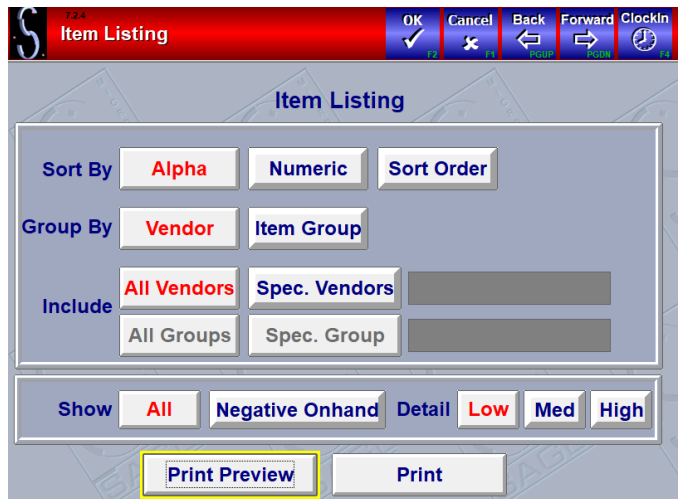 S.
7.2.4
Item Listing
OK
F2
Cancel
F1
Back
PGUP
Forward
PGDN
ClockIn
F4
Item Listing
Sort By Alpha Numeric Sort Order
Group By Vendor Item Group
Include All Vendors Spec. Vendors
All Groups Spec. Group
Show All Negative Onhand Detail Low Med High
Print Preview Print